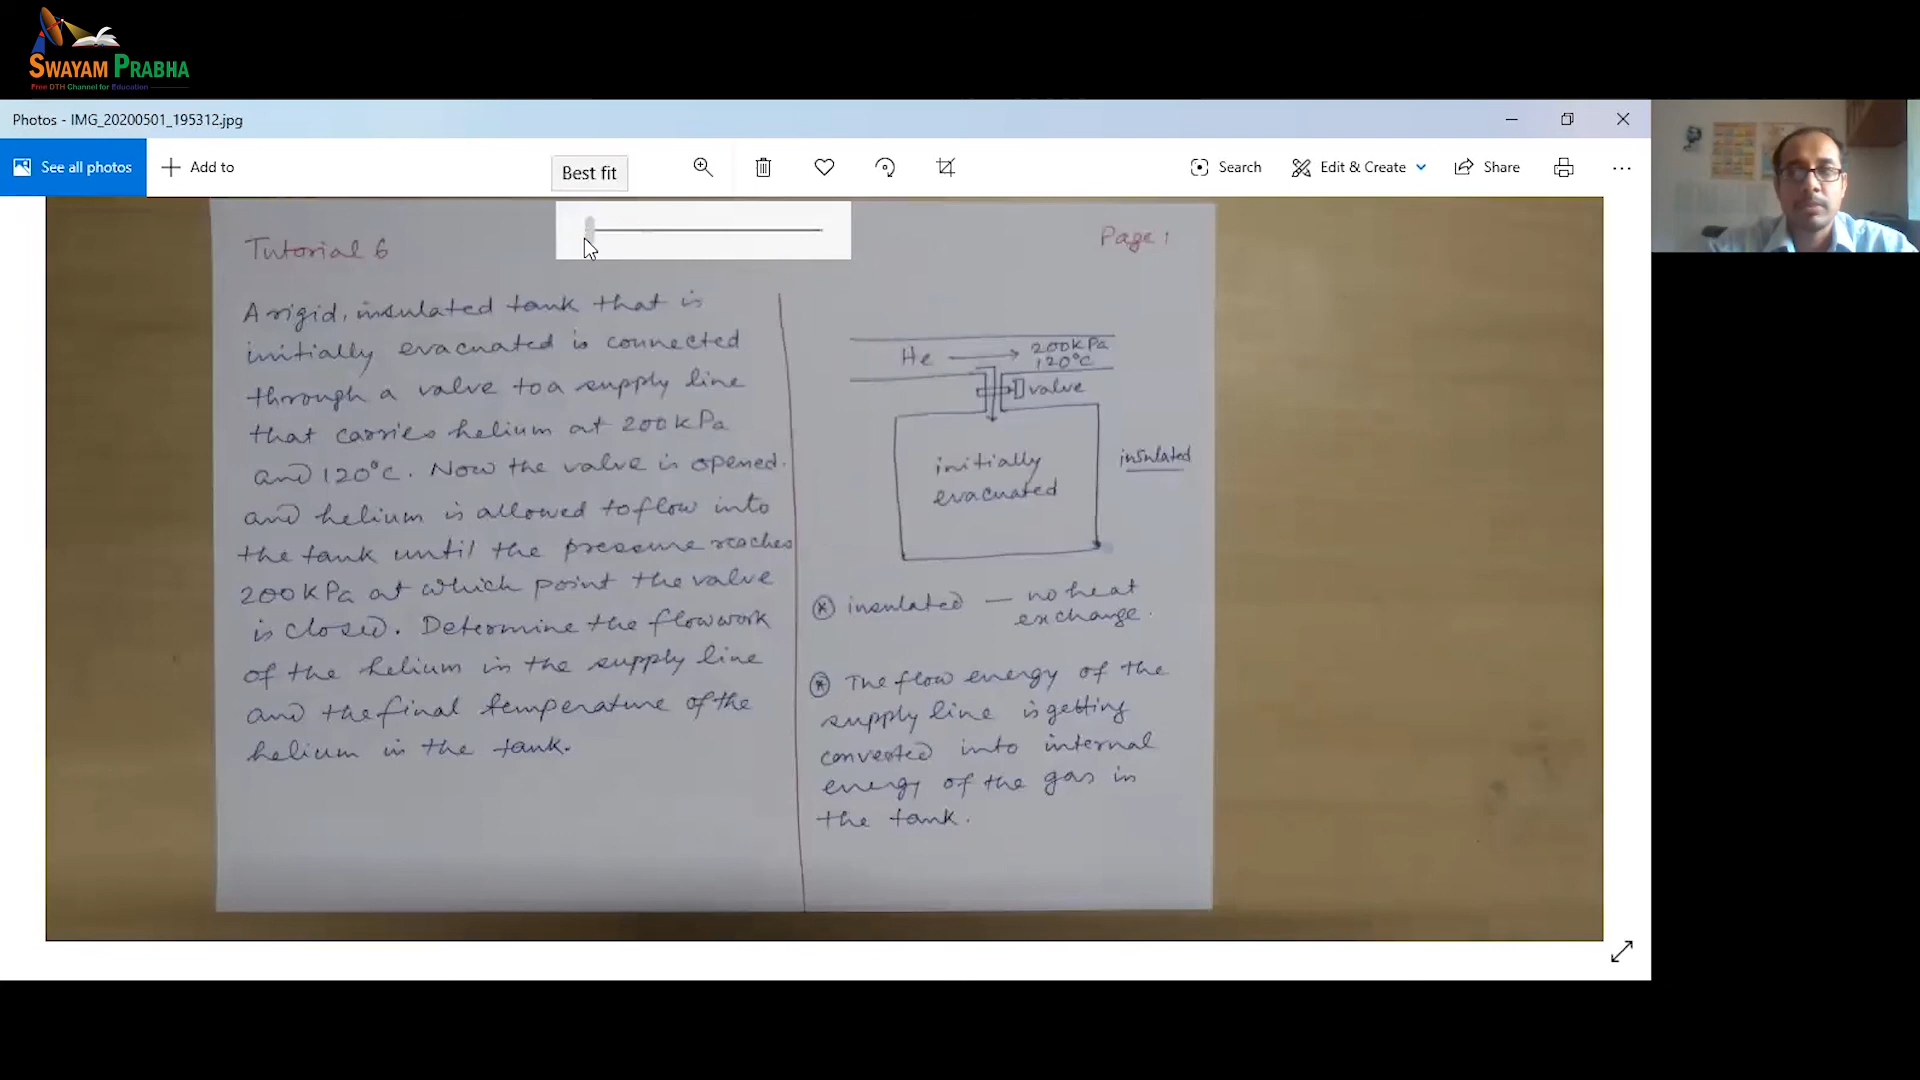 SWAYAM PRABHA
Free DTH Channel for Education
Photos - IMG_20200501_195312.jpg
See all photos
Add to
Best fit
Search
Edit & Create
Share
Tutorial 6
Page 1
A rigid, insulated tank that is
initially evacuated is connected
through a valve to a supply line
that carries helium at 200 kPa
and 120°C. Now the valve is opened.
and helium is allowed to flow into
the tank until the pressure reaches
200 kPa at which point the valve
is closed. Determine the flow work
of the helium in the supply line
and the final temperature of the
helium in the tank.
He → 200 kPa
120°C
valve
initially
evacuated
insulated
⊛ insulated — no heat
exchange.
⊛ The flow energy of the
supply line is getting
converted into internal
energy of the gas in
the tank.